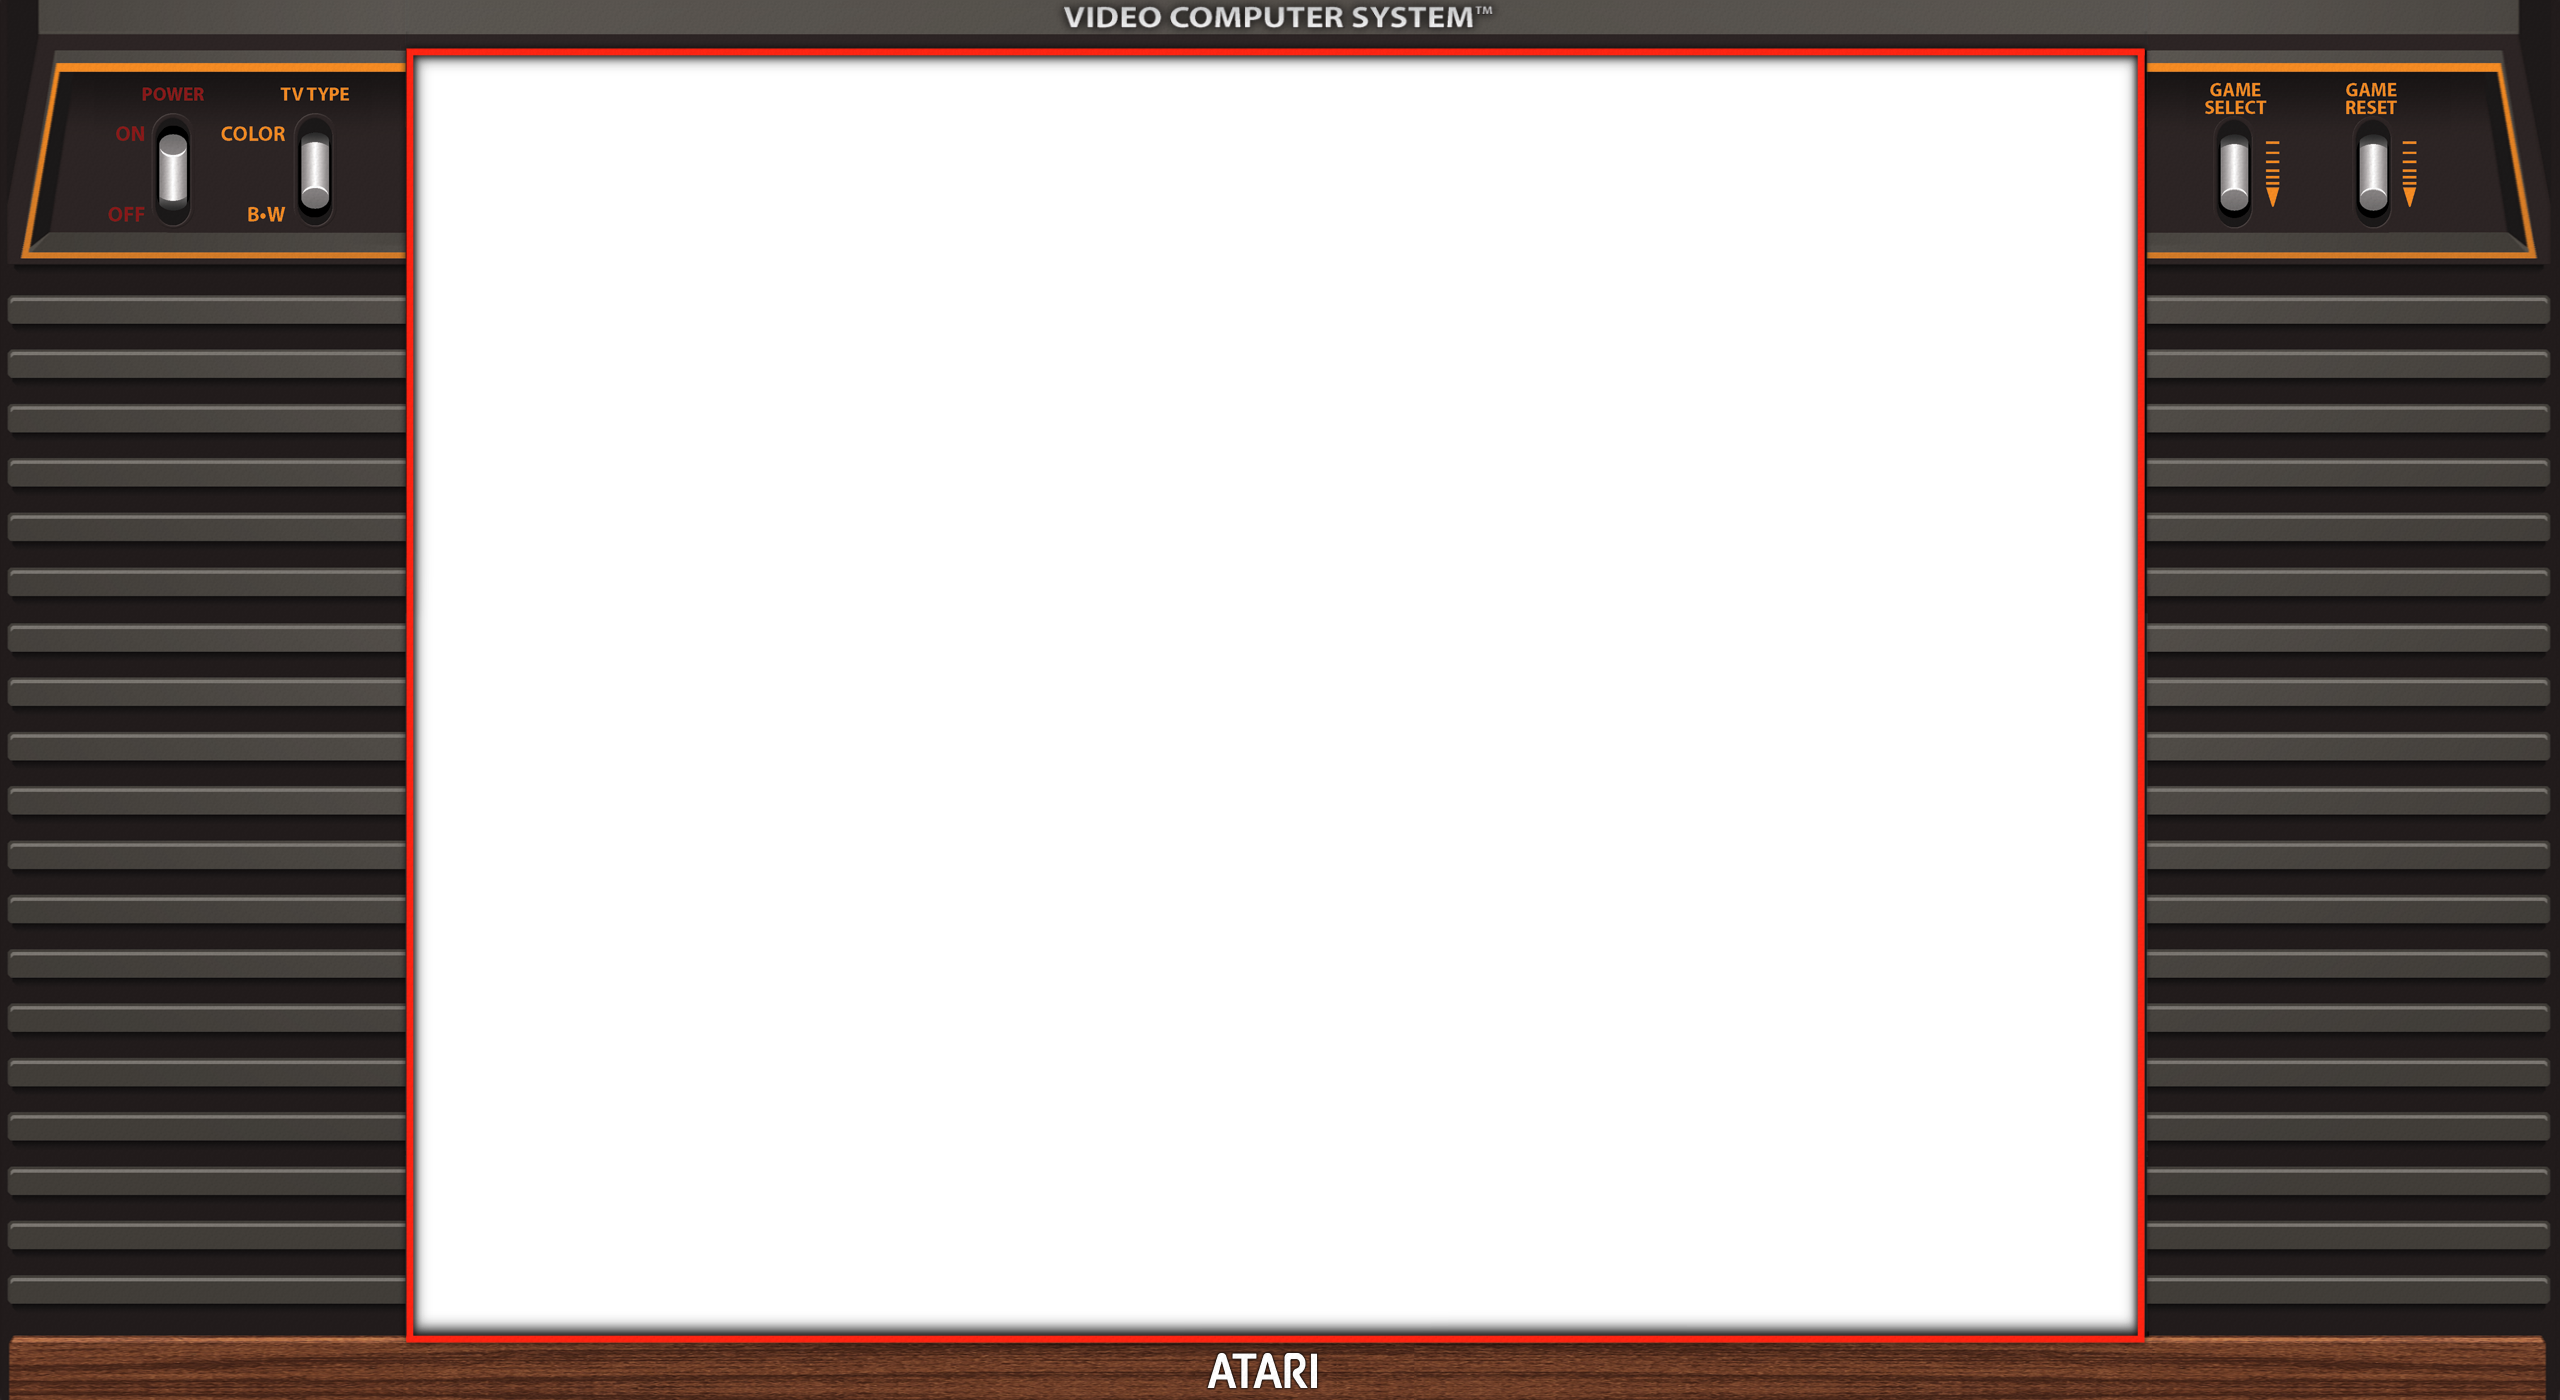 VIDEO COMPUTER SYSTEM™
POWER
ON
OFF
TV TYPE
COLOR
B•W
GAME
SELECT
GAME
RESET
ATARI